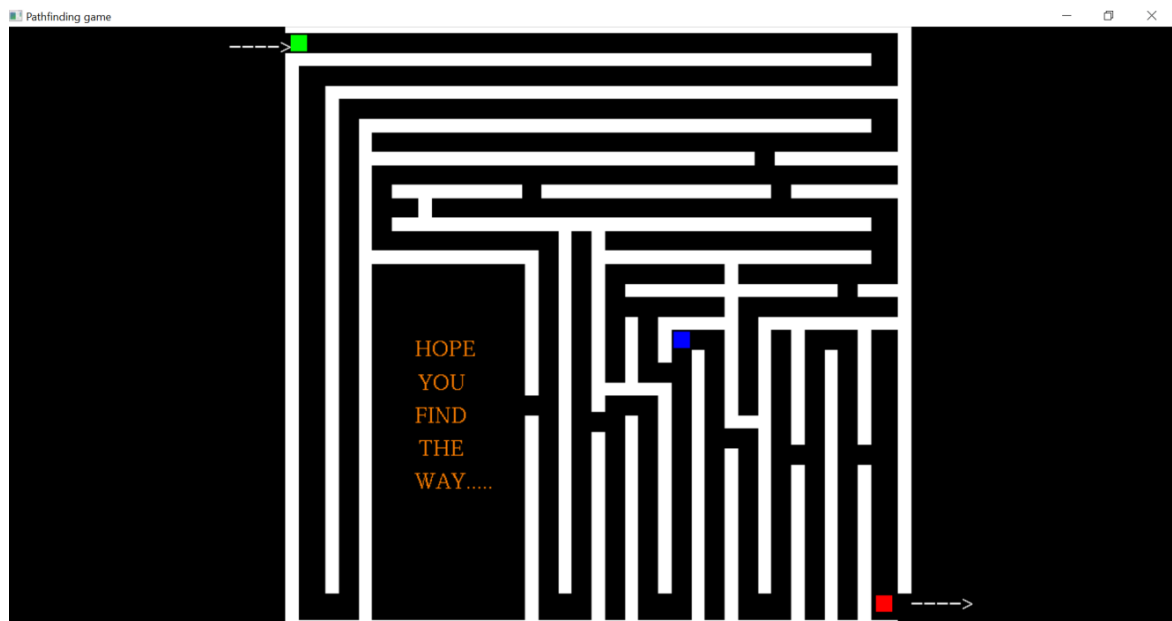 Pathfinding game
---->
HOPE
YOU
FIND
THE
WAY.....
---->